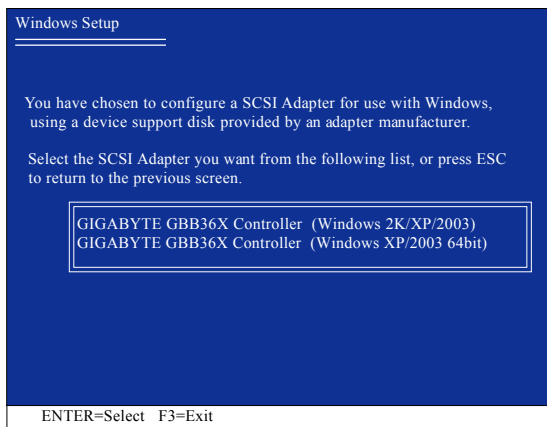 Windows Setup
You have chosen to configure a SCSI Adapter for use with Windows,
using a device support disk provided by an adapter manufacturer.
Select the SCSI Adapter you want from the following list, or press ESC
to return to the previous screen.
GIGABYTE GBB36X Controller (Windows 2K/XP/2003)
GIGABYTE GBB36X Controller (Windows XP/2003 64bit)
ENTER=Select F3=Exit